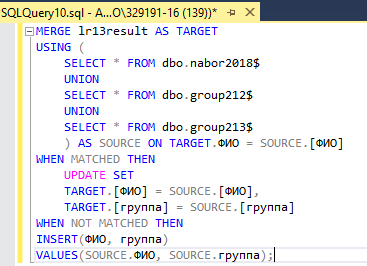 SQLQuery10.sql - A...O\329191-16 (139))*
MERGE lr13result AS TARGET
USING (
SELECT * FROM dbo.nabor2018$
UNION
SELECT * FROM dbo.group212$
UNION
SELECT * FROM dbo.group213$
) AS SOURCE ON TARGET.ФИО = SOURCE.[ФИО]
WHEN MATCHED THEN
UPDATE SET
TARGET.[ФИО] = SOURCE.[ФИО],
TARGET.[группа] = SOURCE.[группа]
WHEN NOT MATCHED THEN
INSERT(ФИО, группа)
VALUES(SOURCE.ФИО, SOURCE.группа);